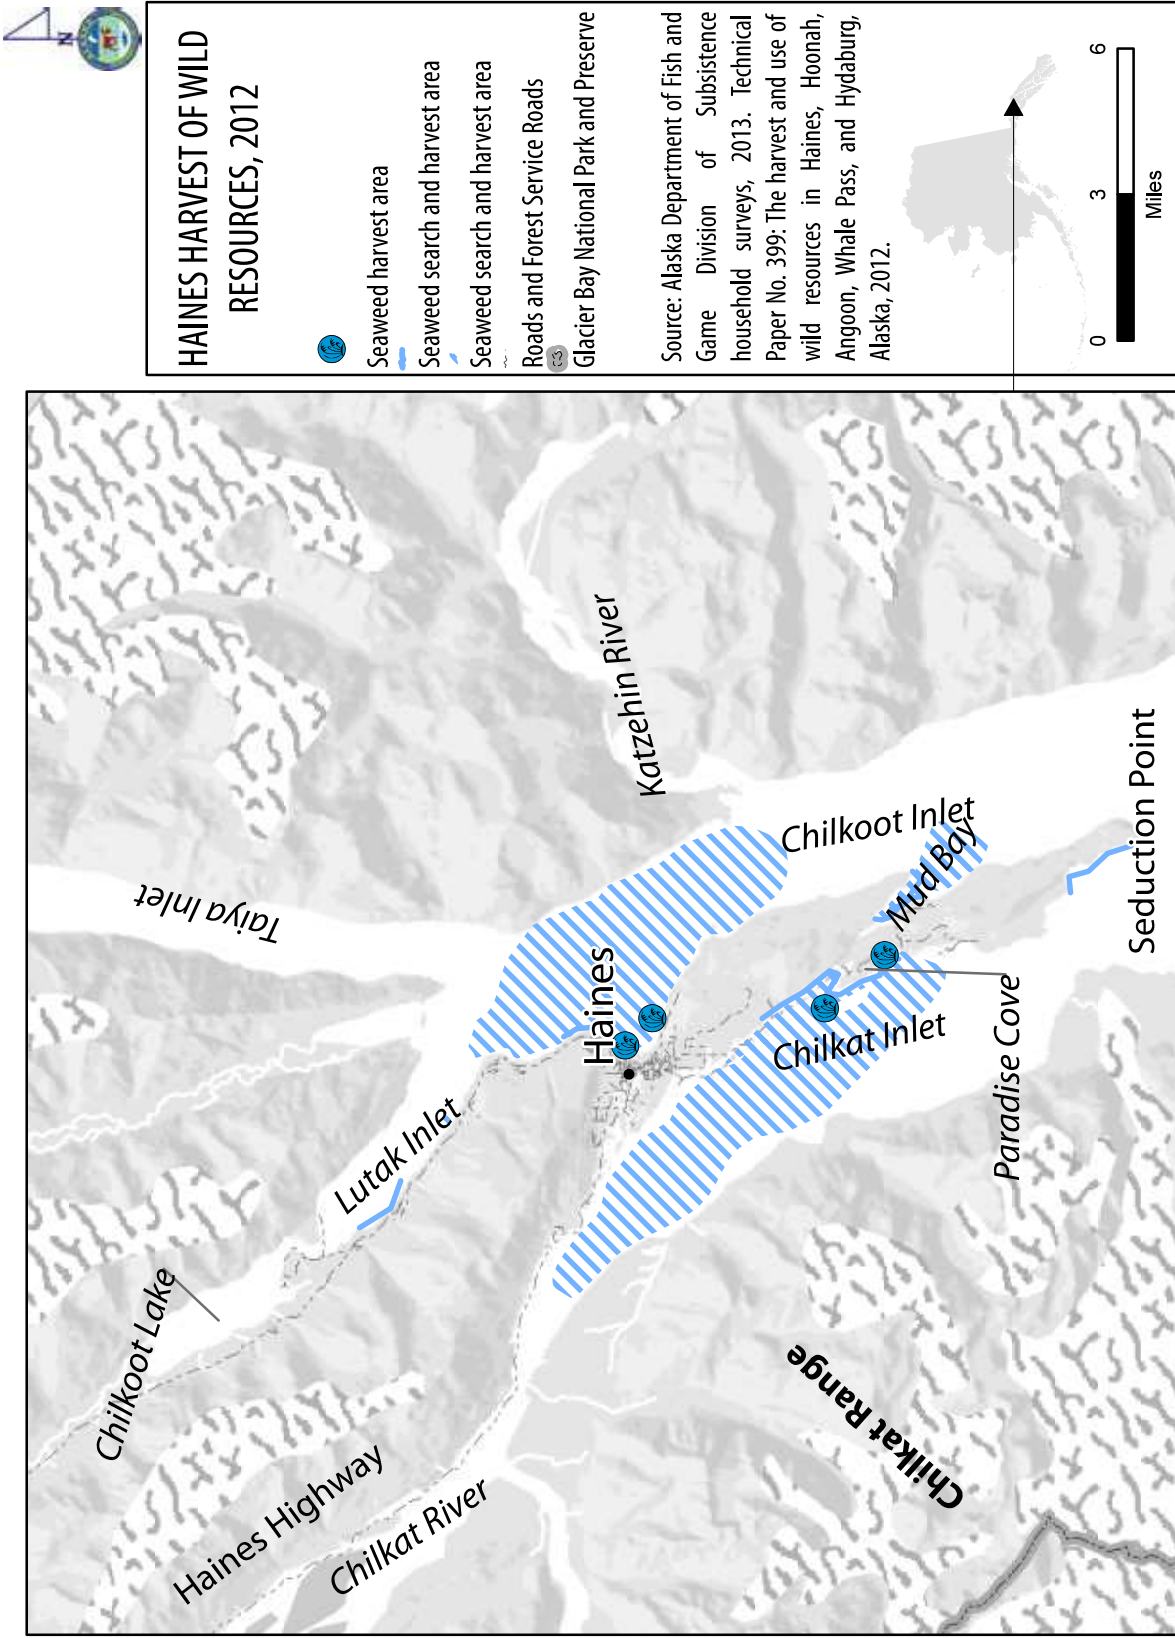 N
HAINES HARVEST OF WILD
RESOURCES, 2012
Seaweed harvest area
Seaweed search and harvest area
Seaweed search and harvest area
Roads and Forest Service Roads
Glacier Bay National Park and Preserve
Source: Alaska Department of Fish and
Game Division of Subsistence
household surveys, 2013. Technical
Paper No. 399: The harvest and use of
wild resources in Haines, Hoonah,
Angoon, Whale Pass, and Hydaburg,
Alaska, 2012.
0 3 6
Miles
Taiya Inlet
Chilkoot Lake
Lutak Inlet
Haines Highway
Chilkat River
Haines
Katzehin River
Chilkoot Inlet
Mud Bay
Chilkat Inlet
Paradise Cove
Seduction Point
Chilkat Range